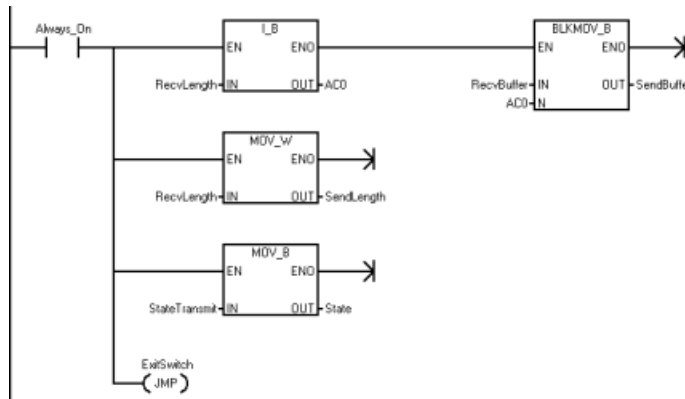 Always_On
I_B
EN ENO
RecvLength IN OUT AC0
BLKMOV_B
EN ENO
RecvBuffer IN OUT SendBuffe
AC0 N
MOV_W
EN ENO
RecvLength IN OUT SendLength
MOV_B
EN ENO
StateTransmit IN OUT State
ExitSwitch
JMP